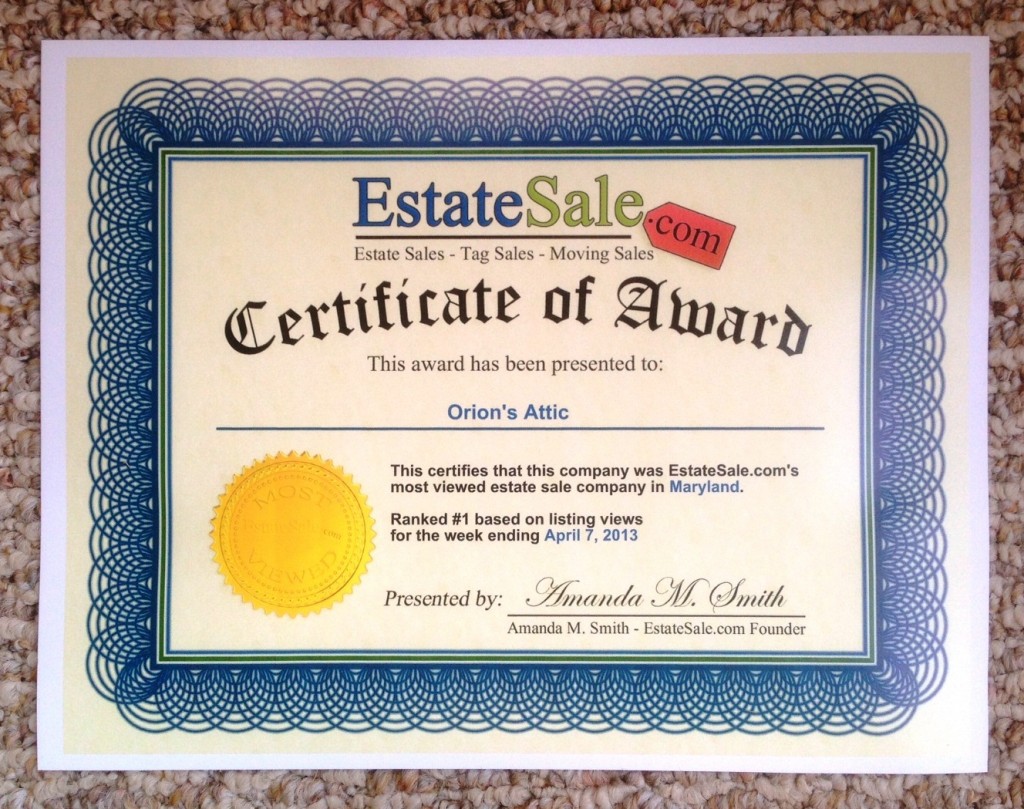 EstateSale.com
Estate Sales - Tag Sales - Moving Sales
Certificate of Award
This award has been presented to:
Orion's Attic
This certifies that this company was EstateSale.com's
most viewed estate sale company in Maryland.
Ranked #1 based on listing views
for the week ending April 7, 2013
MOST
VIEWED
Presented by: Amanda M. Smith
Amanda M. Smith - EstateSale.com Founder